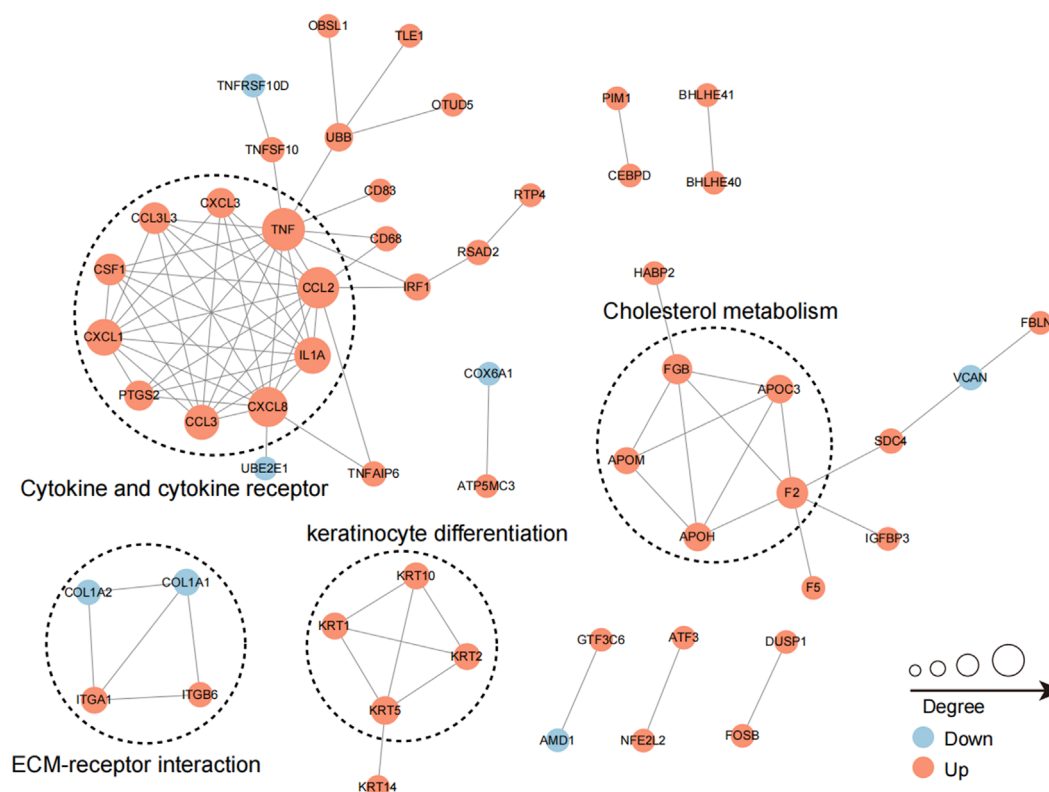 OBSL1
TLE1
TNFRSF10D
OTUD5
UBB
TNFSF10
PIM1
BHLHE41
CEBPD
BHLHE40
CD83
RTP4
CXCL3
CCL3L3
TNF
CD68
RSAD2
CSF1
CCL2
IRF1
HABP2
Cholesterol metabolism
FBLN
CXCL1
IL1A
COX6A1
FGB
APOC3
VCAN
PTGS2
CXCL8
CCL3
SDC4
APOM
UBE2E1
TNFAIP6
ATP5MC3
F2
Cytokine and cytokine receptor
APOH
IGFBP3
keratinocyte differentiation
F5
COL1A2
COL1A1
KRT10
KRT1
KRT2
GTF3C6
ATF3
DUSP1
ITGA1
ITGB6
KRT5
Degree
AMD1
NFE2L2
FOSB
Down
ECM-receptor interaction
KRT14
Up